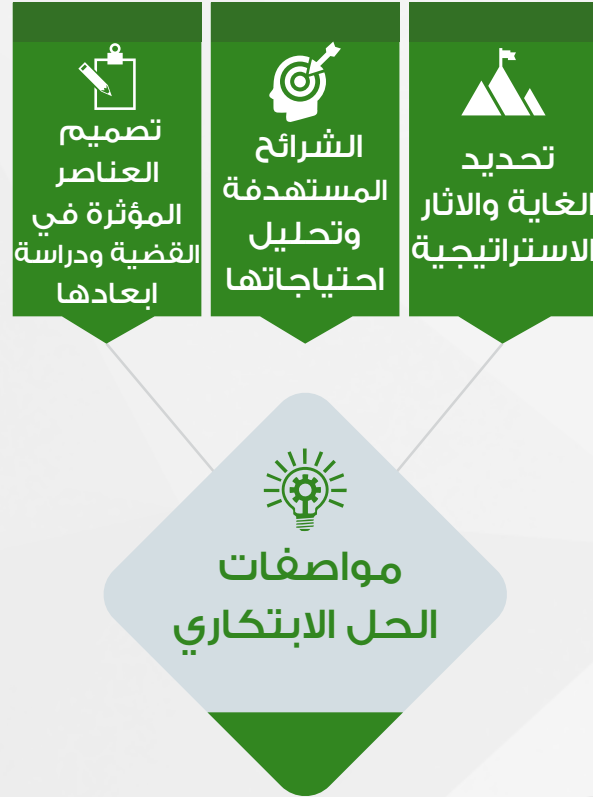 تحديد
الغاية والاثار
الاستراتيجية
الشرائح
المستهدفة
وتحليل
احتياجاتها
تصميم
العناصر
المؤثرة في
القضية ودراسة
ابعادها
مواصفات
الحل الابتكاري